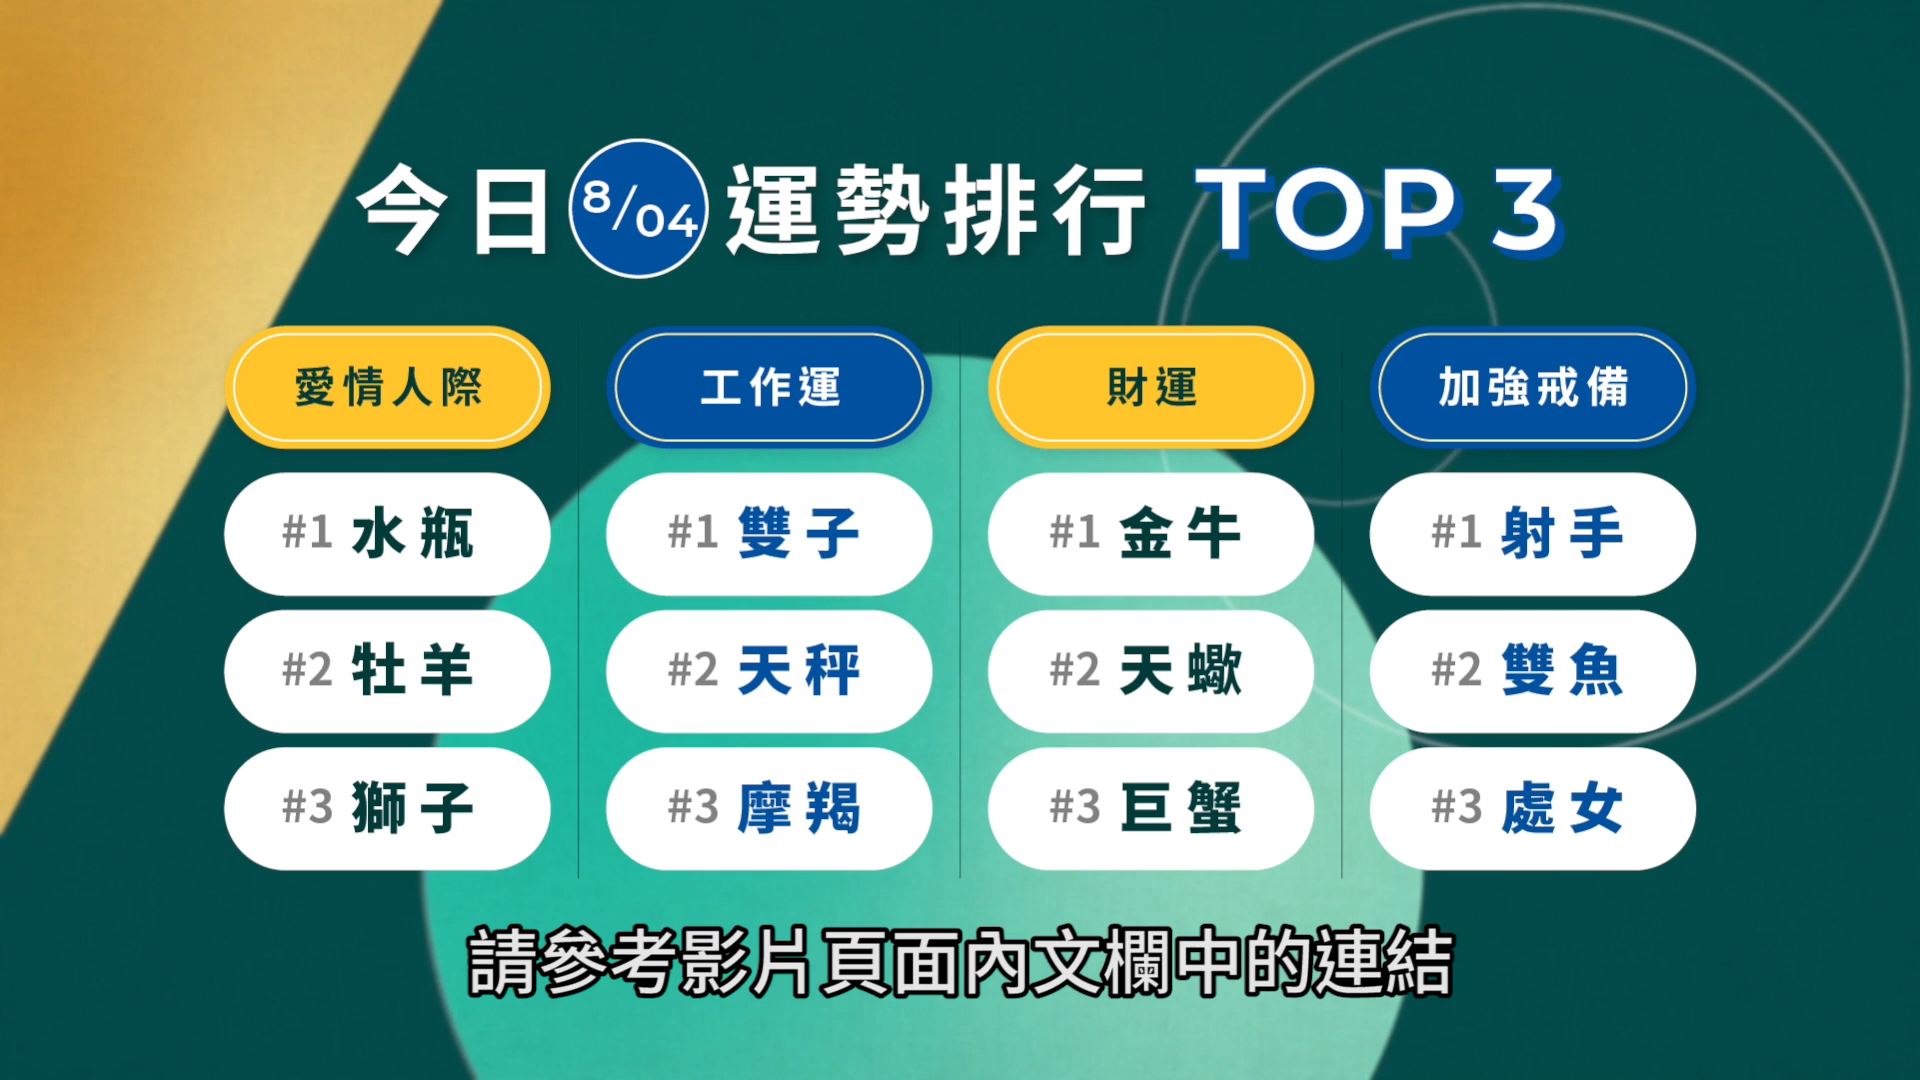 今日8/04運勢排行 TOP 3
愛情人際 工作運 財運 加強戒備
#1 水瓶 #1 雙子 #1 金牛 #1 射手
#2 牡羊 #2 天秤 #2 天蠍 #2 雙魚
#3 獅子 #3 摩羯 #3 巨蟹 #3 處女
請參考影片頁面內文欄中的連結